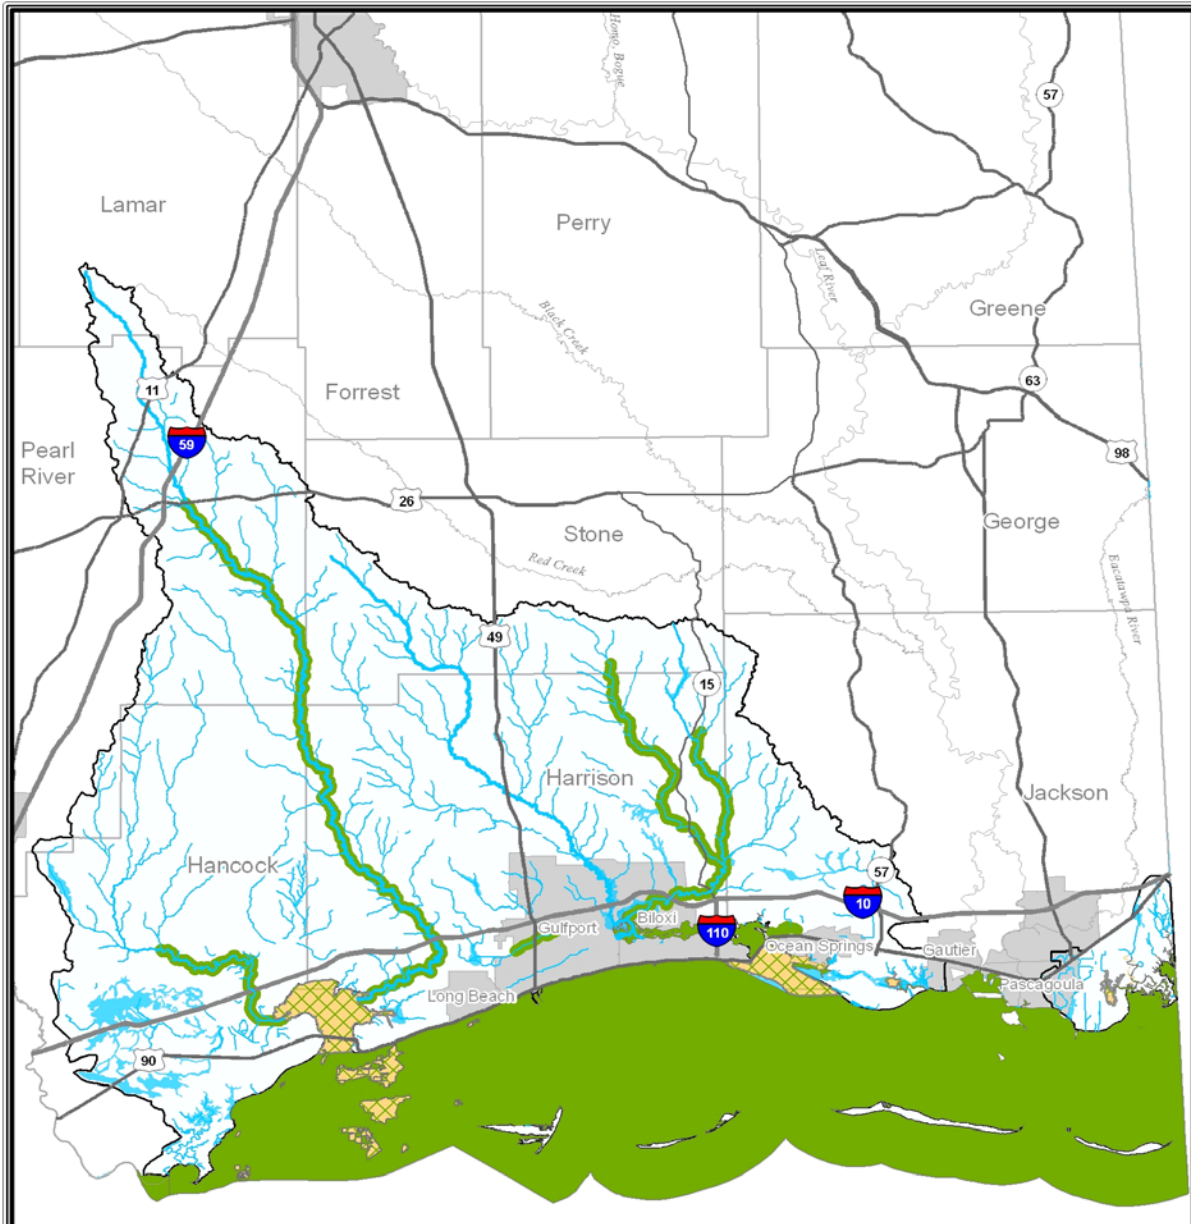 Homo, Bogue
57
Lamar
Perry
Leaf River
Greene
Black Creek
11
Forrest
63
59
Pearl
River
98
26
Stone
George
Red Creek
Escatawpa River
49
15
Harrison
Jackson
Hancock
57
10
Biloxi
Gulfport
110
Ocean Springs
Gautier
Long Beach
Pascagoula
90